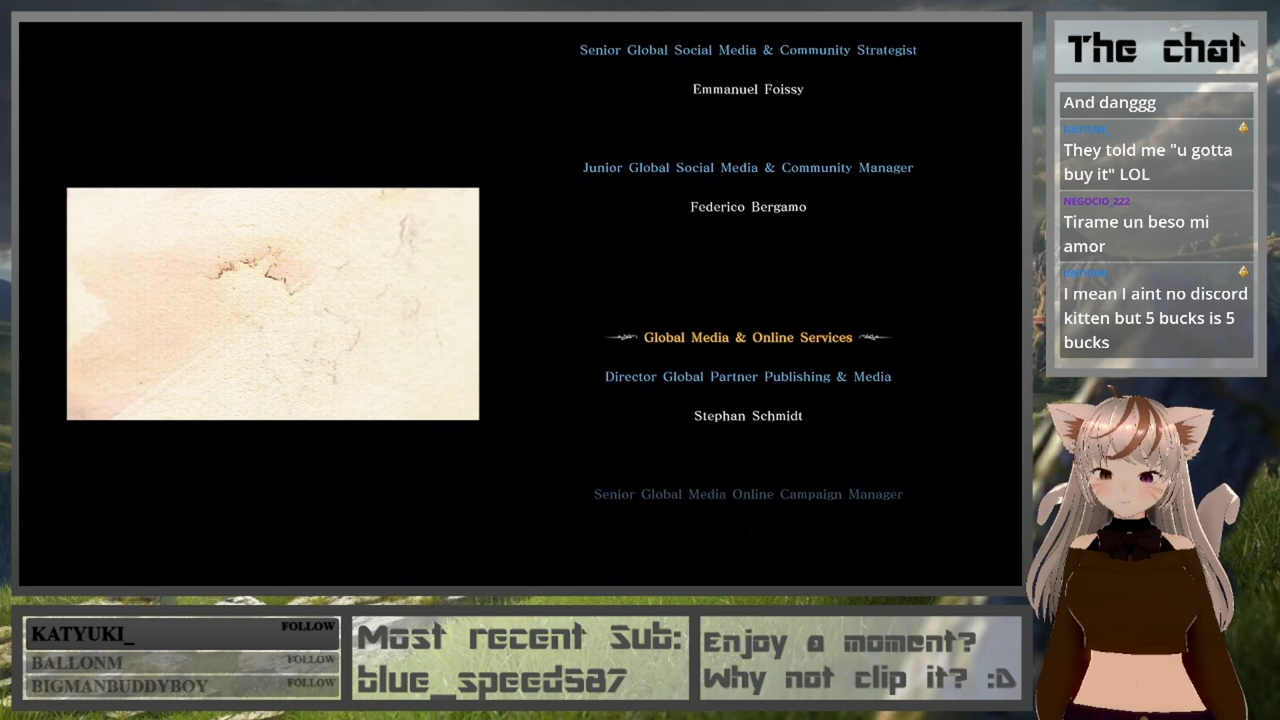 Senior Global Social Media & Community Strategist
Emmanuel Foissy
Junior Global Social Media & Community Manager
Federico Bergamo
Global Media & Online Services
Director Global Partner Publishing & Media
Stephan Schmidt
Senior Global Media Online Campaign Manager
The chat
And danggg
They told me "u gotta
buy it" LOL
NEGOCIO_222
Tirame un beso mi
amor
I mean I aint no discord
kitten but 5 bucks is 5
bucks
KATYUKI_ FOLLOW
BALLONM FOLLOW
BIGMANBUDDYBOY FOLLOW
Most recent Sub:
blue_speed587
Enjoy a moment?
Why not clip it? :D